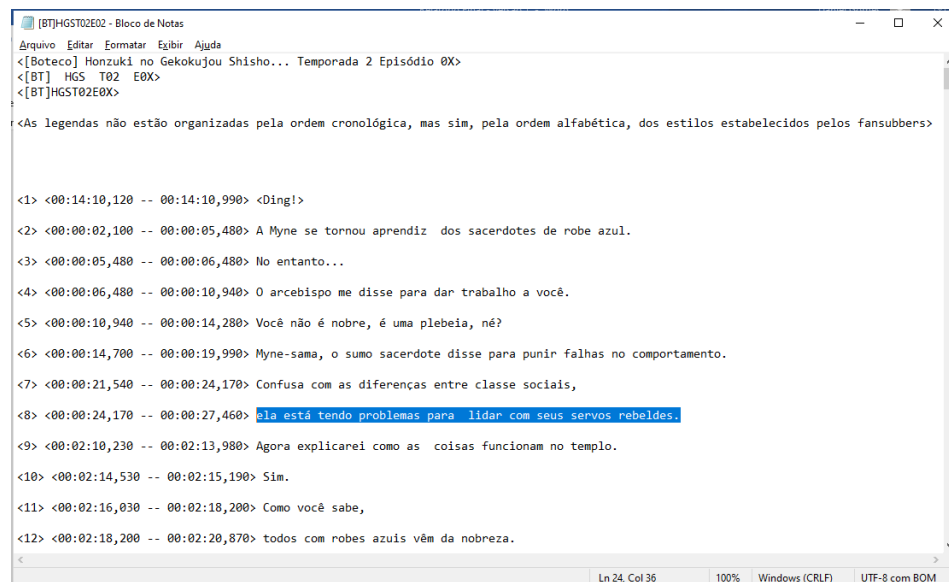 [BT]HGST02E02 - Bloco de Notas
Arquivo Editar Formatar Exibir Ajuda
<[Boteco] Honzuki no Gekokujou Shisho... Temporada 2 Episódio 0X>
<[BT]  HGS  T02  E0X>
<[BT]HGST02E0X>
<As legendas não estão organizadas pela ordem cronológica, mas sim, pela ordem alfabética, dos estilos estabelecidos pelos fansubbers>
<1> <00:14:10,120 -- 00:14:10,990> <Ding!>
<2> <00:00:02,100 -- 00:00:05,480> A Myne se tornou aprendiz  dos sacerdotes de robe azul.
<3> <00:00:05,480 -- 00:00:06,480> No entanto...
<4> <00:00:06,480 -- 00:00:10,940> O arcebispo me disse para dar trabalho a você.
<5> <00:00:10,940 -- 00:00:14,280> Você não é nobre, é uma plebeia, né?
<6> <00:00:14,700 -- 00:00:19,990> Myne-sama, o sumo sacerdote disse para punir falhas no comportamento.
<7> <00:00:21,540 -- 00:00:24,170> Confusa com as diferenças entre classe sociais,
<8> <00:00:24,170 -- 00:00:27,460> ela está tendo problemas para  lidar com seus servos rebeldes.
<9> <00:02:10,230 -- 00:02:13,980> Agora explicarei como as  coisas funcionam no templo.
<10> <00:02:14,530 -- 00:02:15,190> Sim.
<11> <00:02:16,030 -- 00:02:18,200> Como você sabe,
<12> <00:02:18,200 -- 00:02:20,870> todos com robes azuis vêm da nobreza.
Ln 24, Col 36 100% Windows (CRLF) UTF-8 com BOM